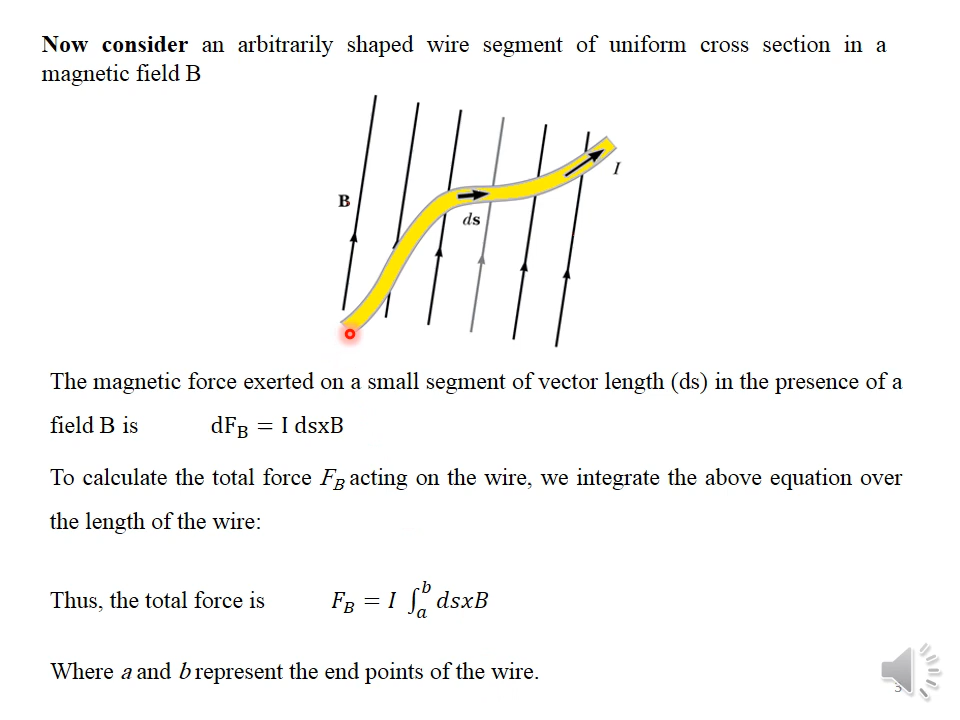 Now consider an arbitrarily shaped wire segment of uniform cross section in a
magnetic field B
B
I
ds
The magnetic force exerted on a small segment of vector length (ds) in the presence of a
field B is dF_B = I dsxB
To calculate the total force F_B acting on the wire, we integrate the above equation over
the length of the wire:
Thus, the total force is F_B = I ∫_a^b dsxB
Where a and b represent the end points of the wire.